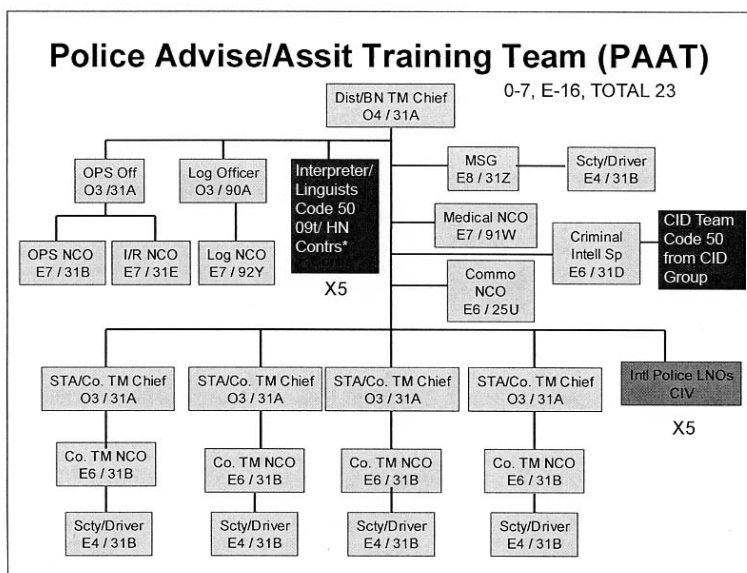 Police Advise/Assit Training Team (PAAT)
0-7, E-16, TOTAL 23
Dist/BN TM Chief
O4 / 31A
OPS Off
O3 /31A
Log Officer
O3 / 90A
Interpreter/
Linguists
Code 50
09t/ HN
Contrs*
X5
MSG
E8 / 31Z
Scty/Driver
E4 / 31B
OPS NCO
E7 / 31B
I/R NCO
E7 / 31E
Log NCO
E7 / 92Y
Medical NCO
E7 / 91W
Criminal
Intell Sp
E6 / 31D
CID Team
Code 50
from CID
Group
Commo
NCO
E6 / 25U
STA/Co. TM Chief
O3 / 31A
STA/Co. TM Chief
O3 / 31A
STA/Co. TM Chief
O3 / 31A
STA/Co. TM Chief
O3 / 31A
Intl Police LNOs
CIV
X5
Co. TM NCO
E6 / 31B
Co. TM NCO
E6 / 31B
Co. TM NCO
E6 / 31B
Co. TM NCO
E6 / 31B
Scty/Driver
E4 / 31B
Scty/Driver
E4 / 31B
Scty/Driver
E4 / 31B
Scty/Driver
E4 / 31B